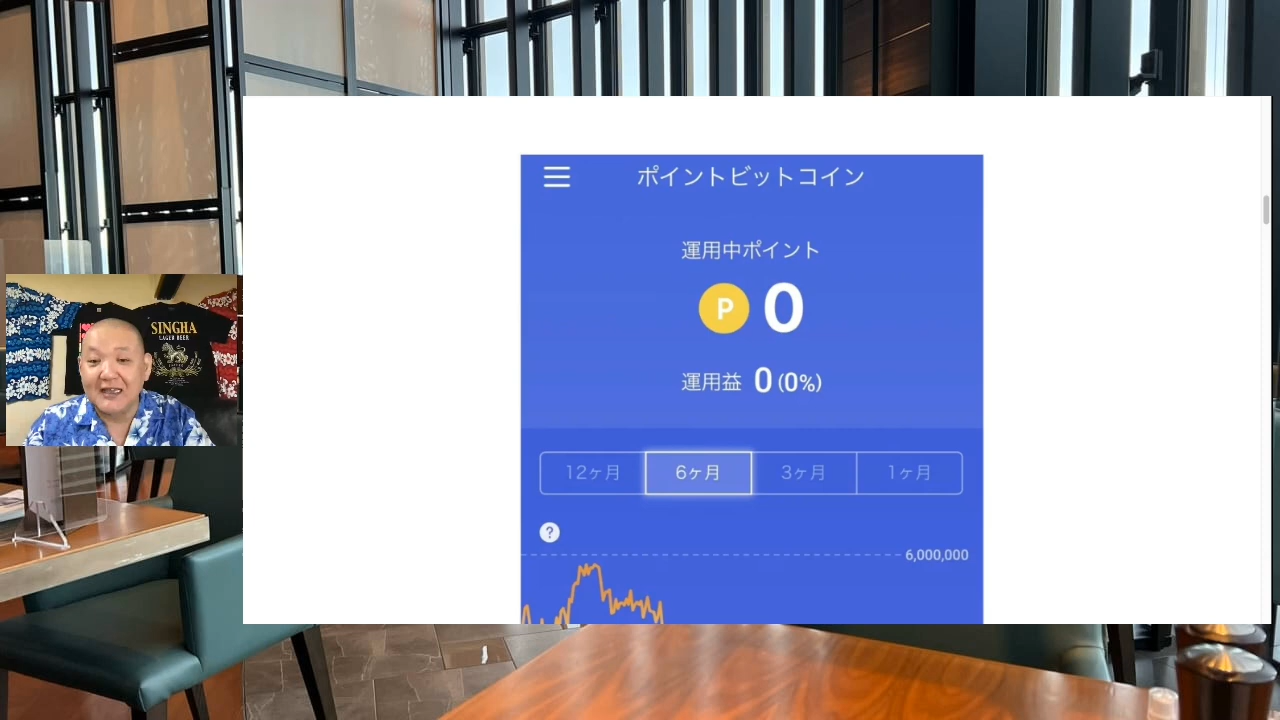 ポイントビットコイン
運用中ポイント
P 0
運用益 0 (0%)
12ヶ月 6ヶ月 3ヶ月 1ヶ月
?
6,000,000
SINGHA
LAGER BEER